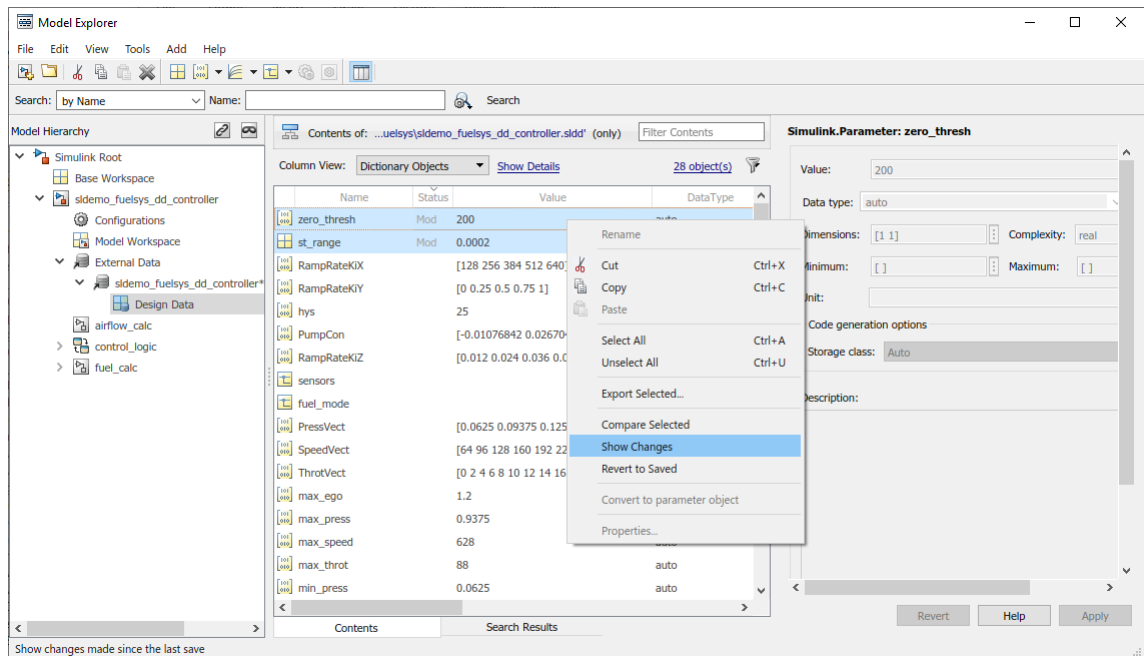 Model Explorer
File Edit View Tools Add Help
Search: by Name Name: Search
Model Hierarchy
Simulink Root
Base Workspace
sldemo_fuelsys_dd_controller
Configurations
Model Workspace
External Data
sldemo_fuelsys_dd_controller*
Design Data
airflow_calc
control_logic
fuel_calc
Contents of: ...uelsys\sldemo_fuelsys_dd_controller.sldd' (only) Filter Contents
Column View: Dictionary Objects Show Details 28 object(s)
Name Status Value DataType
zero_thresh Mod 200 auto
st_range Mod 0.0002
RampRateKiX [128 256 384 512 640]
RampRateKiY [0 0.25 0.5 0.75 1]
hys 25
PumpCon [-0.01076842 0.02670
RampRateKiZ [0.012 0.024 0.036 0.0
sensors
fuel_mode
PressVect [0.0625 0.09375 0.125
SpeedVect [64 96 128 160 192 22
ThrotVect [0 2 4 6 8 10 12 14 16
max_ego 1.2
max_press 0.9375
max_speed 628 auto
max_throt 88 auto
min_press 0.0625 auto
Contents Search Results
Rename
Cut Ctrl+X
Copy Ctrl+C
Paste
Select All Ctrl+A
Unselect All Ctrl+U
Export Selected...
Compare Selected
Show Changes
Revert to Saved
Convert to parameter object
Properties...
Simulink.Parameter: zero_thresh
Value: 200
Data type: auto
Dimensions: [1 1] Complexity: real
Minimum: [ ] Maximum: [ ]
Unit:
Code generation options
Storage class: Auto
Description:
Revert Help Apply
Show changes made since the last save